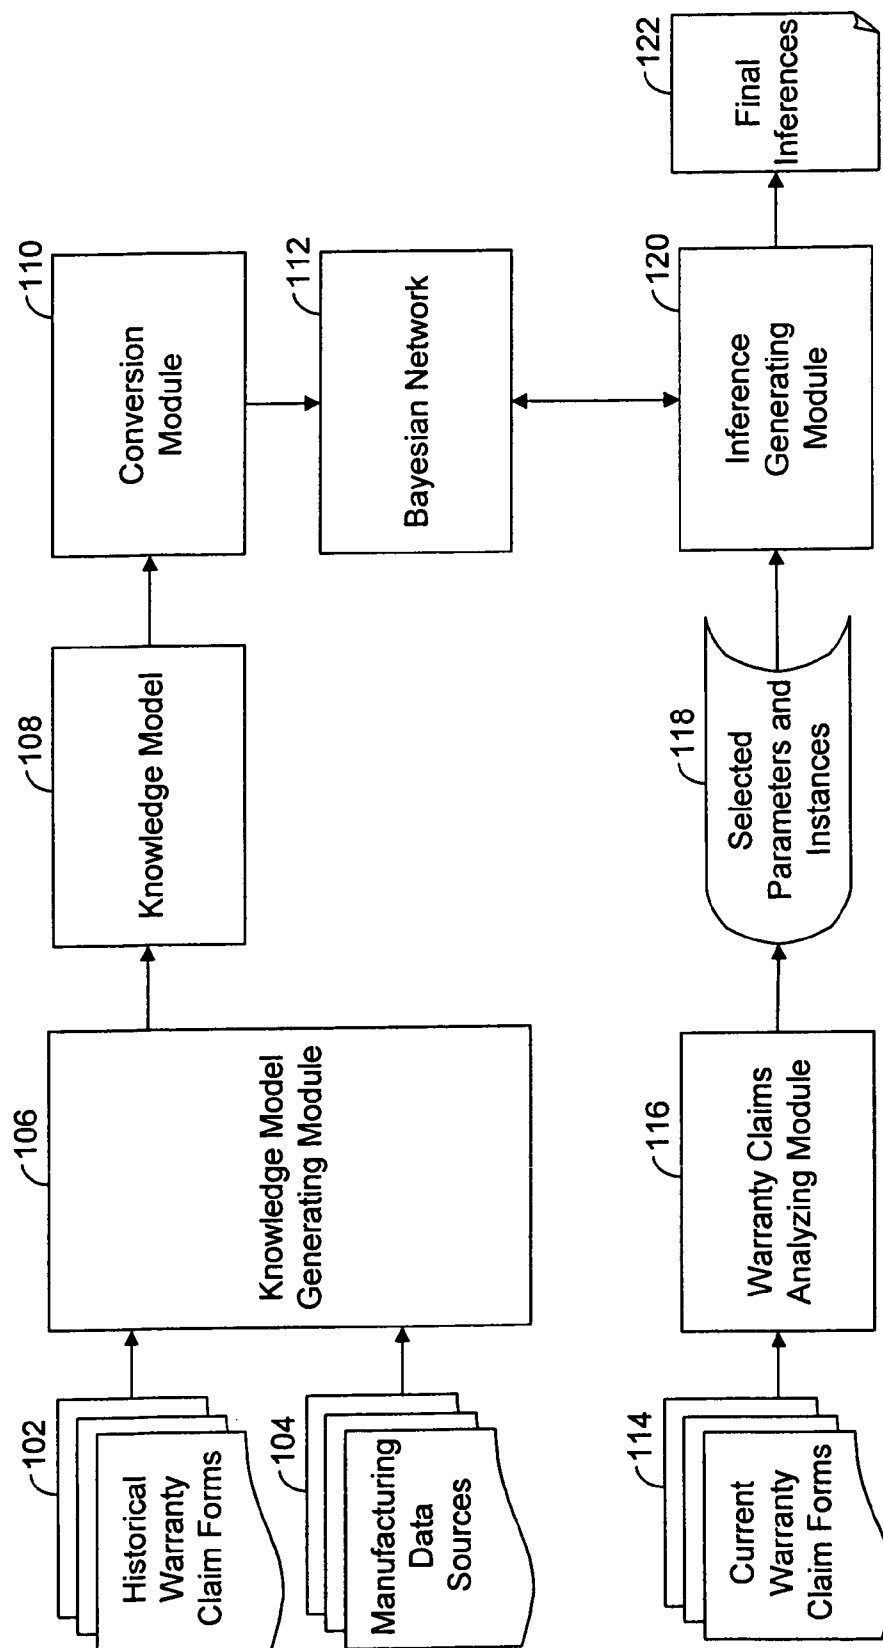 102
Historical
Warranty
Claim Forms
104
Manufacturing
Data
Sources
106
Knowledge Model
Generating Module
108
Knowledge Model
110
Conversion
Module
112
Bayesian Network
114
Current
Warranty
Claim Forms
116
Warranty Claims
Analyzing Module
118
Selected
Parameters and
Instances
120
Inference
Generating
Module
122
Final
Inferences